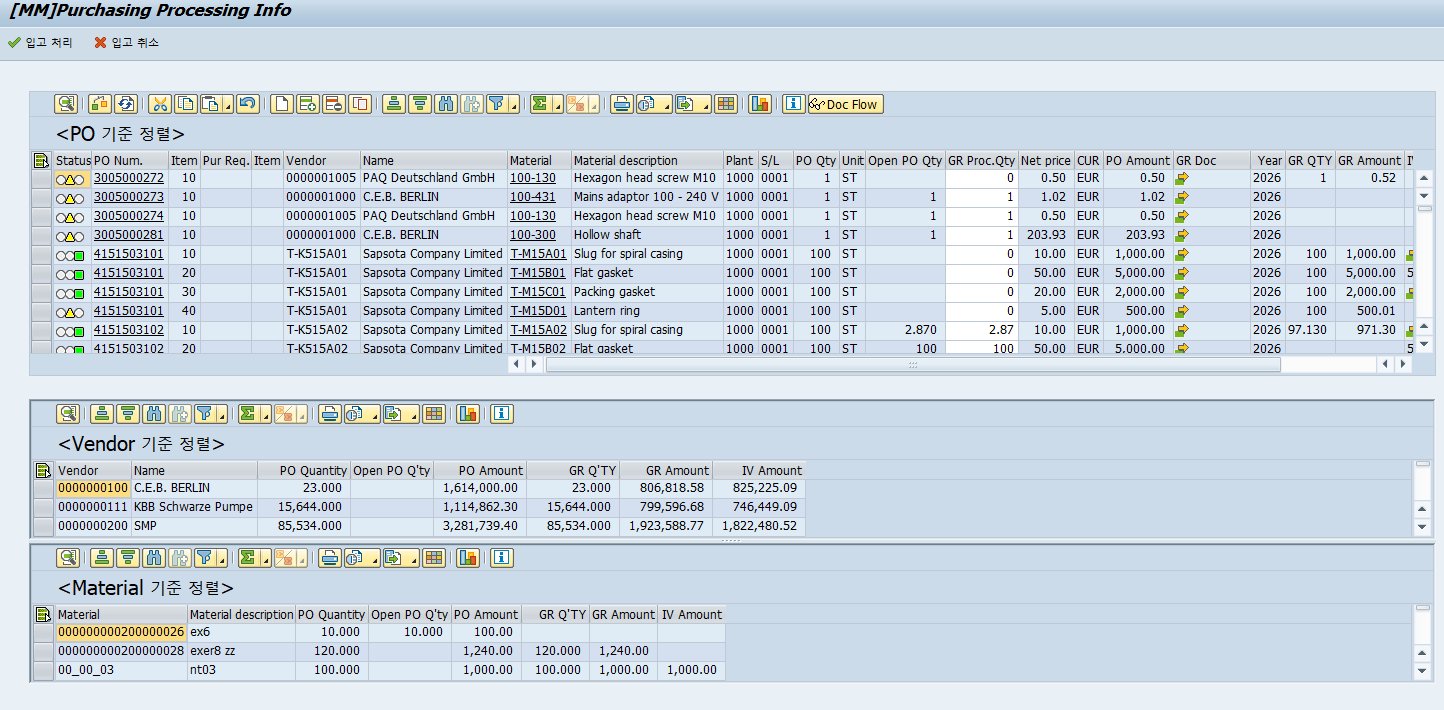 [MM]Purchasing Processing Info
입고 처리 입고 취소
Doc Flow
<PO 기준 정렬>
Status PO Num. Item Pur Req. Item Vendor Name Material Material description Plant S/L PO Qty Unit Open PO Qty GR Proc.Qty Net price CUR PO Amount GR Doc Year GR QTY GR Amount
3005000272 10 0000001005 PAQ Deutschland GmbH 100-130 Hexagon head screw M10 1000 0001 1 ST 0 0.50 EUR 0.50 2026 1 0.52
3005000273 10 0000001000 C.E.B. BERLIN 100-431 Mains adaptor 100 - 240 V 1000 0001 1 ST 1 1 1.02 EUR 1.02 2026
3005000274 10 0000001005 PAQ Deutschland GmbH 100-130 Hexagon head screw M10 1000 0001 1 ST 1 1 0.50 EUR 0.50 2026
3005000281 10 0000001000 C.E.B. BERLIN 100-300 Hollow shaft 1000 0001 1 ST 1 1 203.93 EUR 203.93 2026
4151503101 10 T-K515A01 Sapsota Company Limited T-M15A01 Slug for spiral casing 1000 0001 100 ST 0 10.00 EUR 1,000.00 2026 100 1,000.00
4151503101 20 T-K515A01 Sapsota Company Limited T-M15B01 Flat gasket 1000 0001 100 ST 0 50.00 EUR 5,000.00 2026 100 5,000.00 5
4151503101 30 T-K515A01 Sapsota Company Limited T-M15C01 Packing gasket 1000 0001 100 ST 0 20.00 EUR 2,000.00 2026 100 2,000.00
4151503101 40 T-K515A01 Sapsota Company Limited T-M15D01 Lantern ring 1000 0001 100 ST 0 5.00 EUR 500.00 2026 100 500.01
4151503102 10 T-K515A02 Sapsota Company Limited T-M15A02 Slug for spiral casing 1000 0001 100 ST 2.870 2.87 10.00 EUR 1,000.00 2026 97.130 971.30
4151503102 20 T-K515A02 Sapsota Company Limited T-M15B02 Flat gasket 1000 0001 100 ST 100 100 50.00 EUR 5,000.00 2026 5
<Vendor 기준 정렬>
Vendor Name PO Quantity Open PO Q'ty PO Amount GR Q'TY GR Amount IV Amount
0000000100 C.E.B. BERLIN 23.000 1,614,000.00 23.000 806,818.58 825,225.09
0000000111 KBB Schwarze Pumpe 15,644.000 1,114,862.30 15,644.000 799,596.68 746,449.09
0000000200 SMP 85,534.000 3,281,739.40 85,534.000 1,923,588.77 1,822,480.52
<Material 기준 정렬>
Material Material description PO Quantity Open PO Q'ty PO Amount GR Q'TY GR Amount IV Amount
000000000200000026 ex6 10.000 10.000 100.00
000000000200000028 exer8 zz 120.000 1,240.00 120.000 1,240.00
00_00_03 nt03 100.000 1,000.00 100.000 1,000.00 1,000.00